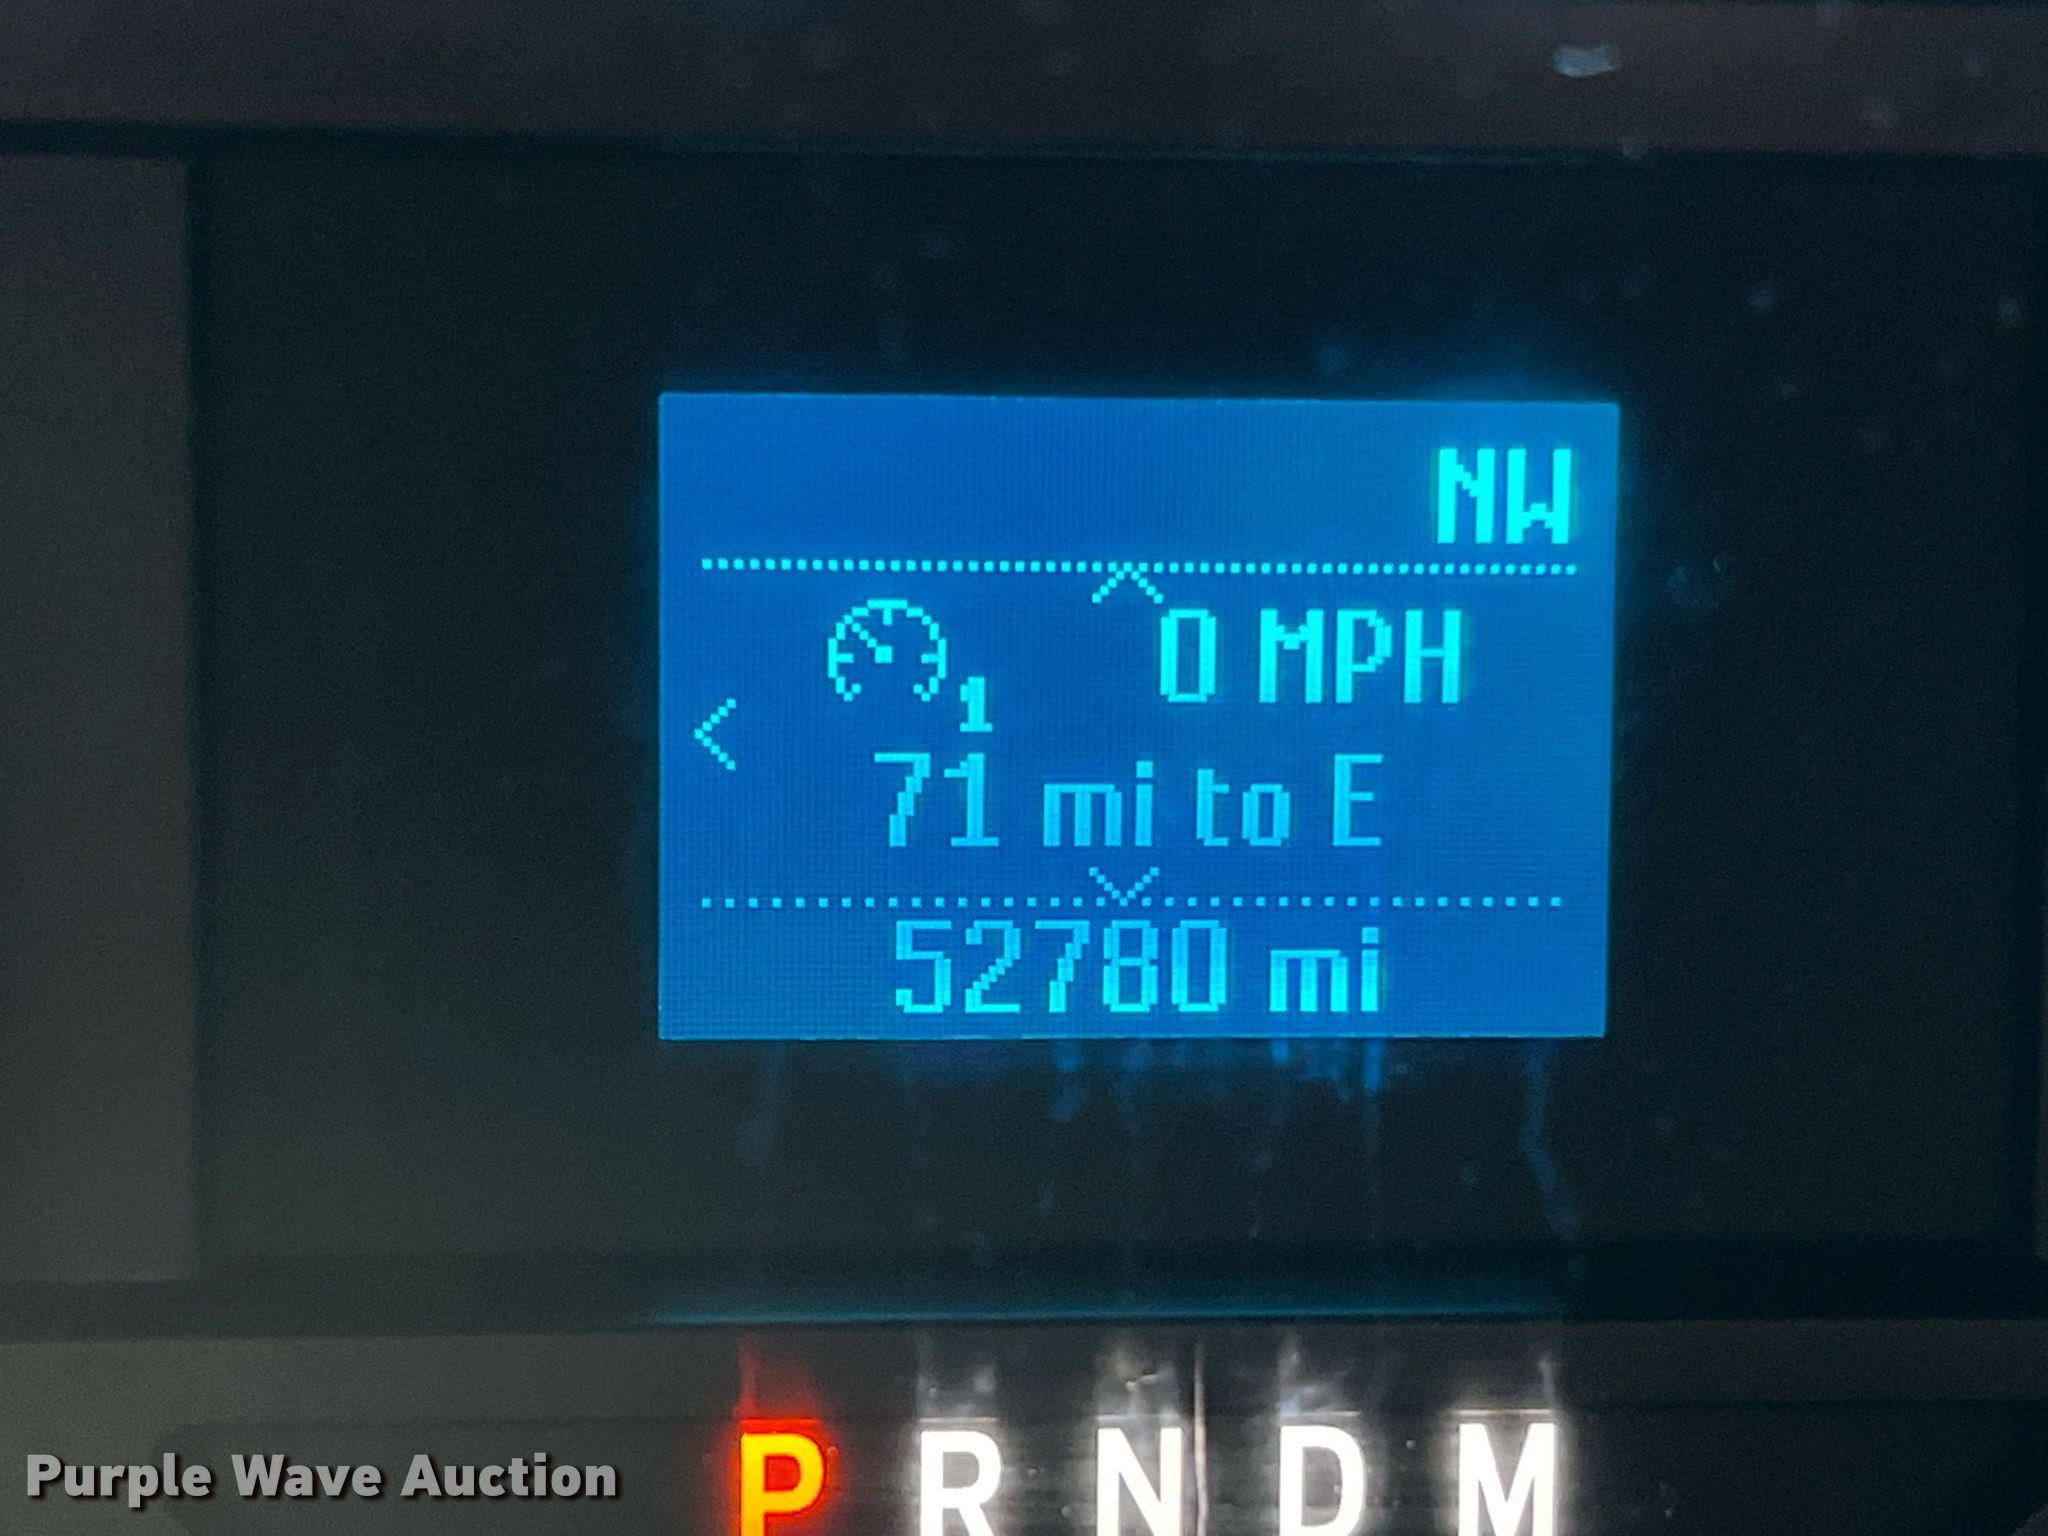 NW
0 MPH
1
71 mi to E
52780 mi
P R N D M
Purple Wave Auction